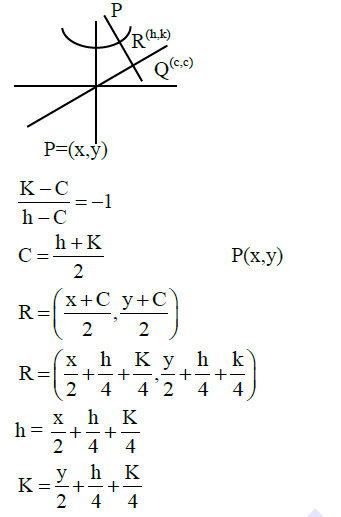 P
R(h,k)
Q(c,c)
P=(x,y)
K − C / h − C = −1
C = h + K / 2 P(x,y)
R = (x + C / 2, y + C / 2)
R = (x/2 + h/4 + K/4, y/2 + h/4 + k/4)
h = x/2 + h/4 + K/4
K = y/2 + h/4 + K/4